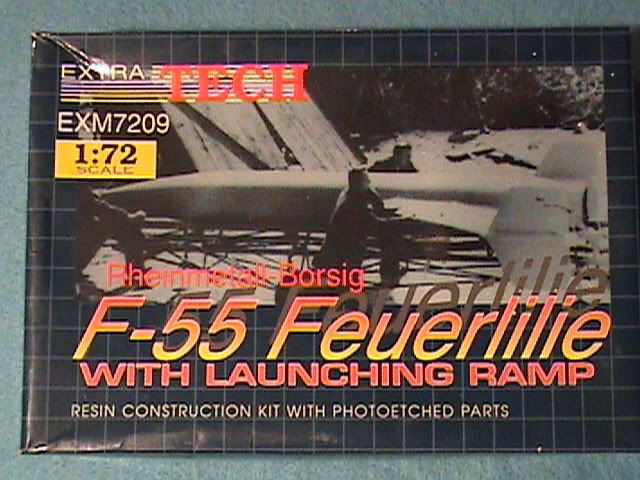 EXTRA TECH
EXM7209
1:72
SCALE
Rheinmetall-Borsig
Feuerlilie
F-55 Feuerlilie
WITH LAUNCHING RAMP
RESIN CONSTRUCTION KIT WITH PHOTOETCHED PARTS